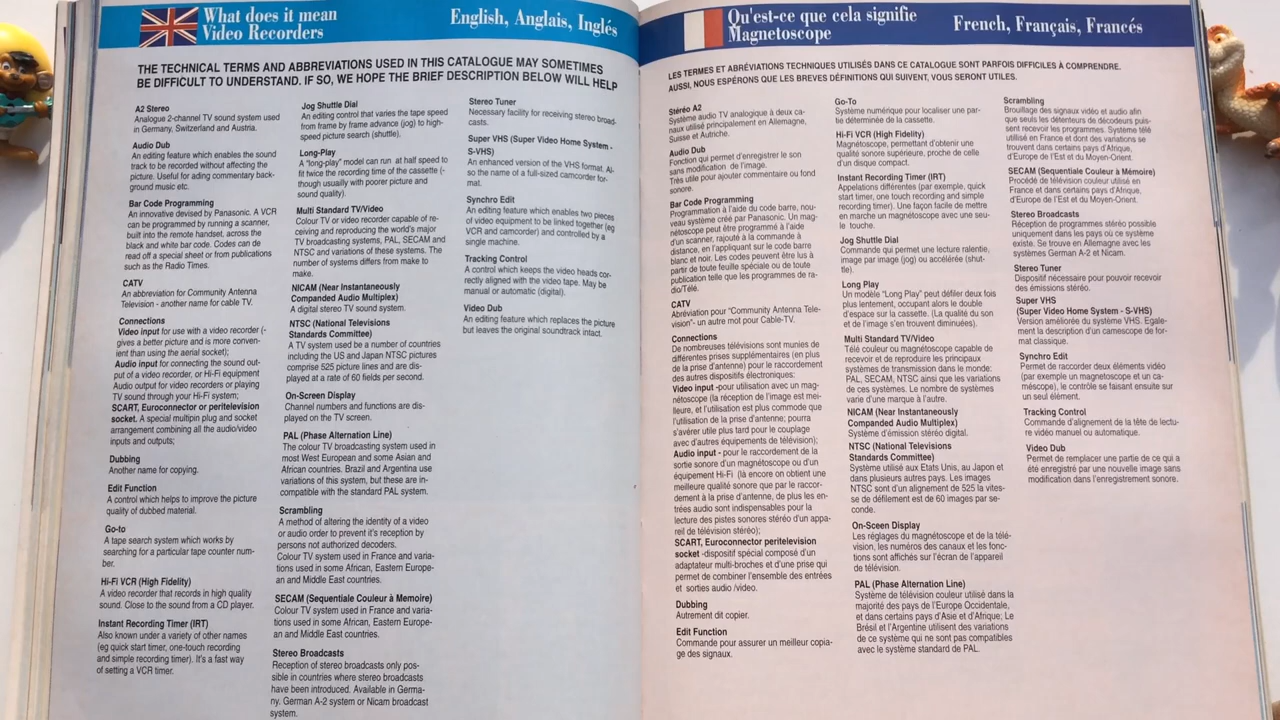 What does it mean
Video Recorders
English, Anglais, Inglés
THE TECHNICAL TERMS AND ABBREVIATIONS USED IN THIS CATALOGUE MAY SOMETIMES
BE DIFFICULT TO UNDERSTAND. IF SO, WE HOPE THE BRIEF DESCRIPTION BELOW WILL HELP
A2 Stereo
Analogue 2-channel TV sound system used
in Germany, Switzerland and Austria.
Audio Dub
An editing feature which enables the sound
track to be recorded without affecting the
picture. Useful for ading commentary back-
ground music etc.
Bar Code Programming
An innovative devised by Panasonic. A VCR
can be programmed by running a scanner,
built into the remote handset, across the
black and white bar code. Codes can be
read off a special sheet or from publications
such as the Radio Times.
CATV
An abbreviation for Community Antenna
Television - another name for cable TV.
Connections
Video input for use with a video recorder (-
gives a better picture and is more conven-
ient than using the aerial socket);
Audio input for connecting the sound out-
put of a video recorder, or Hi-Fi equipment
Audio output for video recorders or playing
TV sound through your Hi-Fi system;
SCART, Euroconnector or peritelevision
socket. A special multipin plug and socket
arrangement combining all the audio/video
inputs and outputs;
Dubbing
Another name for copying.
Edit Function
A control which helps to improve the picture
quality of dubbed material.
Go-to
A tape search system which works by
searching for a particular tape counter num-
ber.
Hi-Fi VCR (High Fidelity)
A video recorder that records in high quality
sound. Close to the sound from a CD player.
Instant Recording Timer (IRT)
Also known under a variety of other names
(eg quick start timer, one-touch recording
and simple recording timer). It's a fast way
of setting a VCR timer.
Jog Shuttle Dial
An editing control that varies the tape speed
from frame by frame advance (jog) to high-
speed picture search (shuttle).
Long-Play
A "long-play" model can run at half speed to
fit twice the recording time of the cassette (-
though usually with poorer picture and
sound quality).
Multi Standard TV/Video
Colour TV or video recorder capable of re-
ceiving and reproducing the world's major
TV broadcasting systems, PAL, SECAM and
NTSC and variations of these systems. The
number of systems differs from make to
make.
NICAM (Near Instantaneously
Companded Audio Multiplex)
A digital stereo TV sound system.
NTSC (National Televisions
Standards Committee)
A TV system used be a number of countries
including the US and Japan NTSC pictures
comprise 525 picture lines and are dis-
played at a rate of 60 fields per second.
On-Screen Display
Channel numbers and functions are dis-
played on the TV screen.
PAL (Phase Alternation Line)
The colour TV broadcasting system used in
most West European and some Asian and
African countries. Brazil and Argentina use
variations of this system, but these are in-
compatible with the standard PAL system.
Scrambling
A method of altering the identity of a video
or audio order to prevent it's reception by
persons not authorized decoders.
Colour TV system used in France and varia-
tions used in some African, Eastern Europe-
an and Middle East countries.
SECAM (Sequentiale Couleur à Memoire)
Colour TV system used in France and varia-
tions used in some African, Eastern Europe-
an and Middle East countries.
Stereo Broadcasts
Reception of stereo broadcasts only pos-
sible in countries where stereo broadcasts
have been introduced. Available in Germa-
ny. German A-2 system or Nicam broadcast
system.
Stereo Tuner
Necessary facility for receiving stereo broad-
casts.
Super VHS (Super Video Home System -
S-VHS)
An enhanced version of the VHS format. Al-
so the name of a full-sized camcorder for-
mat.
Synchro Edit
An editing feature which enables two pieces
of video equipment to be linked together (eg
VCR and camcorder) and controlled by a
single machine.
Tracking Control
A control which keeps the video heads cor-
rectly aligned with the video tape. May be
manual or automatic (digital).
Video Dub
An editing feature which replaces the picture
but leaves the original soundtrack intact.
Qu'est-ce que cela signifie
Magnetoscope
French, Français, Francés
LES TERMES ET ABRÉVIATIONS TECHNIQUES UTILISÉS DANS CE CATALOGUE SONT PARFOIS DIFFICILES À COMPRENDRE.
AUSSI, NOUS ESPÉRONS QUE LES BREVES DÉFINITIONS QUI SUIVENT, VOUS SERONT UTILES.
Stéréo A2
Système audio TV analogique à deux ca-
naux utilisé principalement en Allemagne,
Suisse et Autriche.
Audio Dub
Fonction qui permet d'enregistrer le son
sans modification de l'image.
Très utile pour ajouter commentaire ou fond
sonore.
Bar Code Programming
Programmation à l'aide du code barre, nou-
veau système créé par Panasonic. Un mag-
nétoscope peut être programmé à l'aide
d'un scanner, rajouté à la commande à
distance, en l'appliquant sur le code barre
blanc et noir. Les codes peuvent être lus à
partir de toute feuille spéciale ou de toute
publication telle que les programmes de ra-
dio/Télé.
CATV
Abréviation pour "Community Antenna Tele-
vision"- un autre mot pour Cable-TV.
Connections
De nombreuses télévisions sont munies de
différentes prises supplémentaires (en plus
de la prise d'antenne) pour le raccordement
des autres dispositifs électroniques:
Video input -pour utilisation avec un mag-
nétoscope (la réception de l'image est mei-
lleure, et l'utilisation est plus commode que
l'utilisation de la prise d'antenne; pourra
s'avérer utile plus tard pour le couplage
avec d'autres équipements de télévision);
Audio input - pour le raccordement de la
sortie sonore d'un magnétoscope ou d'un
équipement Hi-Fi (là encore on obtient une
meilleure qualité sonore que par le raccor-
dement à la prise d'antenne, de plus les en-
trées audio sont indispensables pour la
lecture des pistes sonores stéréo d'un appa-
reil de télévision stéréo);
SCART, Euroconnector peritelevision
socket -dispositif spécial composé d'un
adaptateur multi-broches et d'une prise qui
permet de combiner l'ensemble des entrées
et sorties audio /video.
Dubbing
Autrement dit copier.
Edit Function
Commande pour assurer un meilleur copia-
ge des signaux.
Go-To
Système numérique pour localiser une par-
tie déterminée de la cassette.
Hi-Fi VCR (High Fidelity)
Magnétoscope, permettant d'obtenir une
qualité sonore supérieure, proche de celle
d'un disque compact.
Instant Recording Timer (IRT)
Appelations différentes (par exemple, quick
start timer, one touch recording and simple
recording timer). Une façon facile de mettre
en marche un magnétoscope avec une seu-
le touche.
Jog Shuttle Dial
Commande qui permet une lecture ralentie,
image par image (jog) ou accélérée (shut-
tle).
Long Play
Un modèle "Long Play" peut défiler deux fois
plus lentement, occupant alors le double
d'espace sur la cassette. (La qualité du son
et de l'image s'en trouvent diminuées).
Multi Standard TV/Video
Télé couleur ou magnétoscope capable de
recevoir et de reproduire les principaux
systèmes de transmission dans le monde:
PAL, SECAM, NTSC ainsi que les variations
de ces systèmes. Le nombre de systèmes
varie d'une marque à l'autre.
NICAM (Near Instantaneously
Companded Audio Multiplex)
Système d'émission stéréo digital.
NTSC (National Televisions
Standards Committee)
Système utilisé aux Etats Unis, au Japon et
dans plusieurs autres pays. Les images
NTSC sont d'un alignement de 525 la vites-
se de défilement est de 60 images par se-
conde.
On-Sceen Display
Les réglages du magnétoscope et de la télé-
vision, les numéros des canaux et les fonc-
tions sont affichés sur l'écran de l'appareil
de télévision.
PAL (Phase Alternation Line)
Système de télévision couleur utilisé dans la
majorité des pays de l'Europe Occidentale,
et dans certains pays d'Asie et d'Afrique; Le
Brésil et l'Argentine utilisent des variations
de ce système qui ne sont pas compatibles
avec le système standard de PAL.
Scrambling
Brouillage des signaux vidéo et audio afin
que seuls les détenteurs de décodeurs puis-
sent recevoir les programmes. Système télé
utilisé en France et dont des variations se
trouvent dans certains pays d'Afrique,
d'Europe de l'Est et du Moyen-Orient.
SECAM (Sequentiale Couleur à Mémoire)
Procédé de télévision couleur utilisé en
France et dans certains pays d'Afrique,
d'Europe de l'Est et du Moyen-Orient.
Stereo Broadcasts
Réception de programmes stéréo possible
uniquement dans les pays où ce système
existe. Se trouve en Allemagne avec les
systèmes German A2 et Nicam.
Stereo Tuner
Dispositif nécessaire pour pouvoir recevoir
des émissions stéréo.
Super VHS
(Super Video Home System - S-VHS)
Version améliorée du système VHS. Egale-
ment la description d'un camescope de for-
mat classique.
Synchro Edit
Permet de raccorder deux éléments vidéo
(par exemple un magnetoscope et un ca-
méscope), le contrôle se faisant ensuite sur
un seul élément.
Tracking Control
Commande d'alignement de la tête de lectu-
re vidéo manuel ou automatique.
Video Dub
Permet de remplacer une partie de ce qui a
été enregistré par une nouvelle image sans
modification dans l'enregistrement sonore.